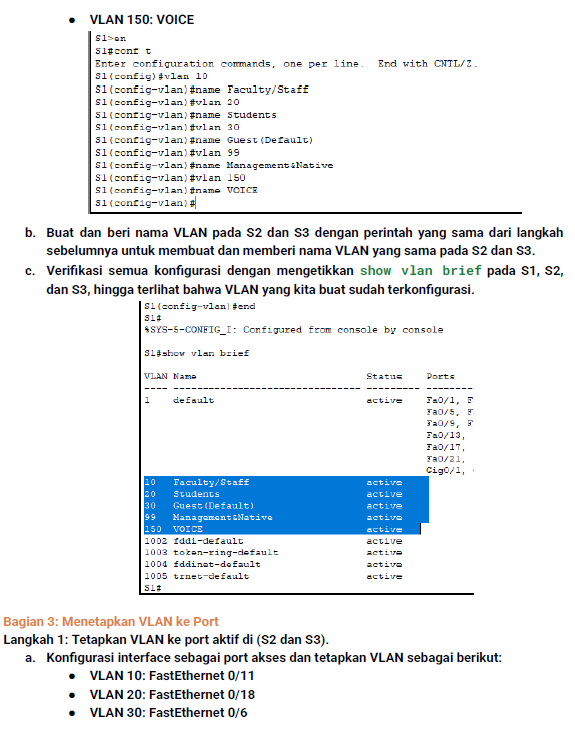 • VLAN 150: VOICE
S1>en
S1#conf t
Enter configuration commands, one per line. End with CNTL/Z.
S1(config)#vlan 10
S1(config-vlan)#name Faculty/Staff
S1(config-vlan)#vlan 20
S1(config-vlan)#name Students
S1(config-vlan)#vlan 30
S1(config-vlan)#name Guest(Default)
S1(config-vlan)#vlan 99
S1(config-vlan)#name Management&Native
S1(config-vlan)#vlan 150
S1(config-vlan)#name VOICE
S1(config-vlan)#
b. Buat dan beri nama VLAN pada S2 dan S3 dengan perintah yang sama dari langkah
sebelumnya untuk membuat dan memberi nama VLAN yang sama pada S2 dan S3.
c. Verifikasi semua konfigurasi dengan mengetikkan show vlan brief pada S1, S2,
dan S3, hingga terlihat bahwa VLAN yang kita buat sudah terkonfigurasi.
S1(config-vlan)#end
S1#
%SYS-5-CONFIG_I: Configured from console by console
S1#show vlan brief
VLAN Name Status Ports
---- -------------------------------- --------- --------
1 default active Fa0/1, F
Fa0/5, F
Fa0/9, F
Fa0/13,
Fa0/17,
Fa0/21,
Gig0/1,
10 Faculty/Staff active
20 Students active
30 Guest(Default) active
99 Management&Native active
150 VOICE active
1002 fddi-default active
1003 token-ring-default active
1004 fddinet-default active
1005 trnet-default active
S1#
Bagian 3: Menetapkan VLAN ke Port
Langkah 1: Tetapkan VLAN ke port aktif di (S2 dan S3).
a. Konfigurasi interface sebagai port akses dan tetapkan VLAN sebagai berikut:
• VLAN 10: FastEthernet 0/11
• VLAN 20: FastEthernet 0/18
• VLAN 30: FastEthernet 0/6